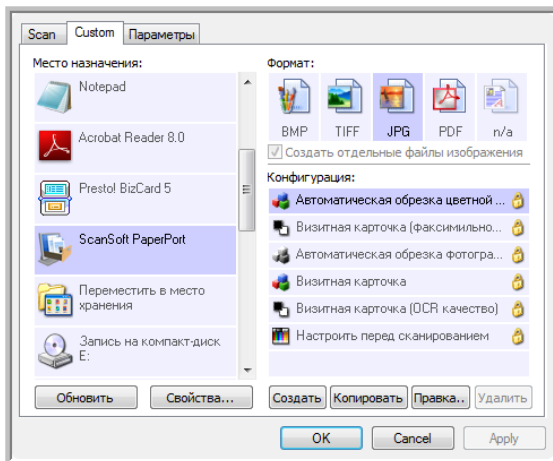 Scan Custom Параметры
Место назначения:
Notepad
Acrobat Reader 8.0
Presto! BizCard 5
ScanSoft PaperPort
Переместить в место
хранения
Запись на компакт-диск
E:
Обновить Свойства...
Формат:
BMP TIFF JPG PDF n/a
Создать отдельные файлы изображения
Конфигурация:
Автоматическая обрезка цветной ...
Визитная карточка (факсимильно...
Автоматическая обрезка фотогра...
Визитная карточка
Визитная карточка (OCR качество)
Настроить перед сканированием
Создать Копировать Правка.. Удалить
OK Cancel Apply